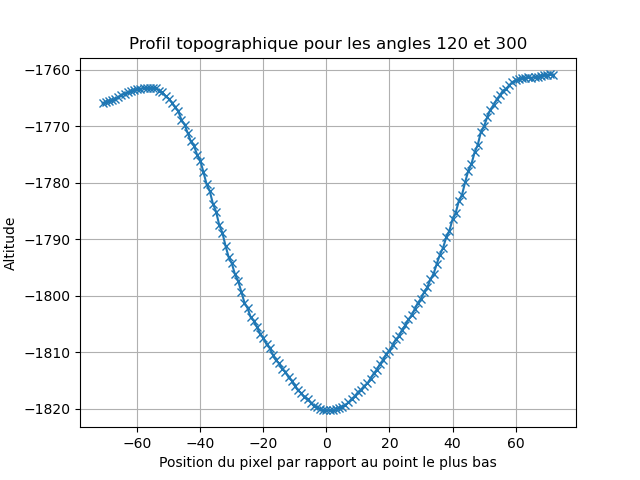 Profil topographique pour les angles 120 et 300
−1760
−1770
−1780
−1790
−1800
−1810
−1820
Altitude
−60 −40 −20 0 20 40 60
Position du pixel par rapport au point le plus bas